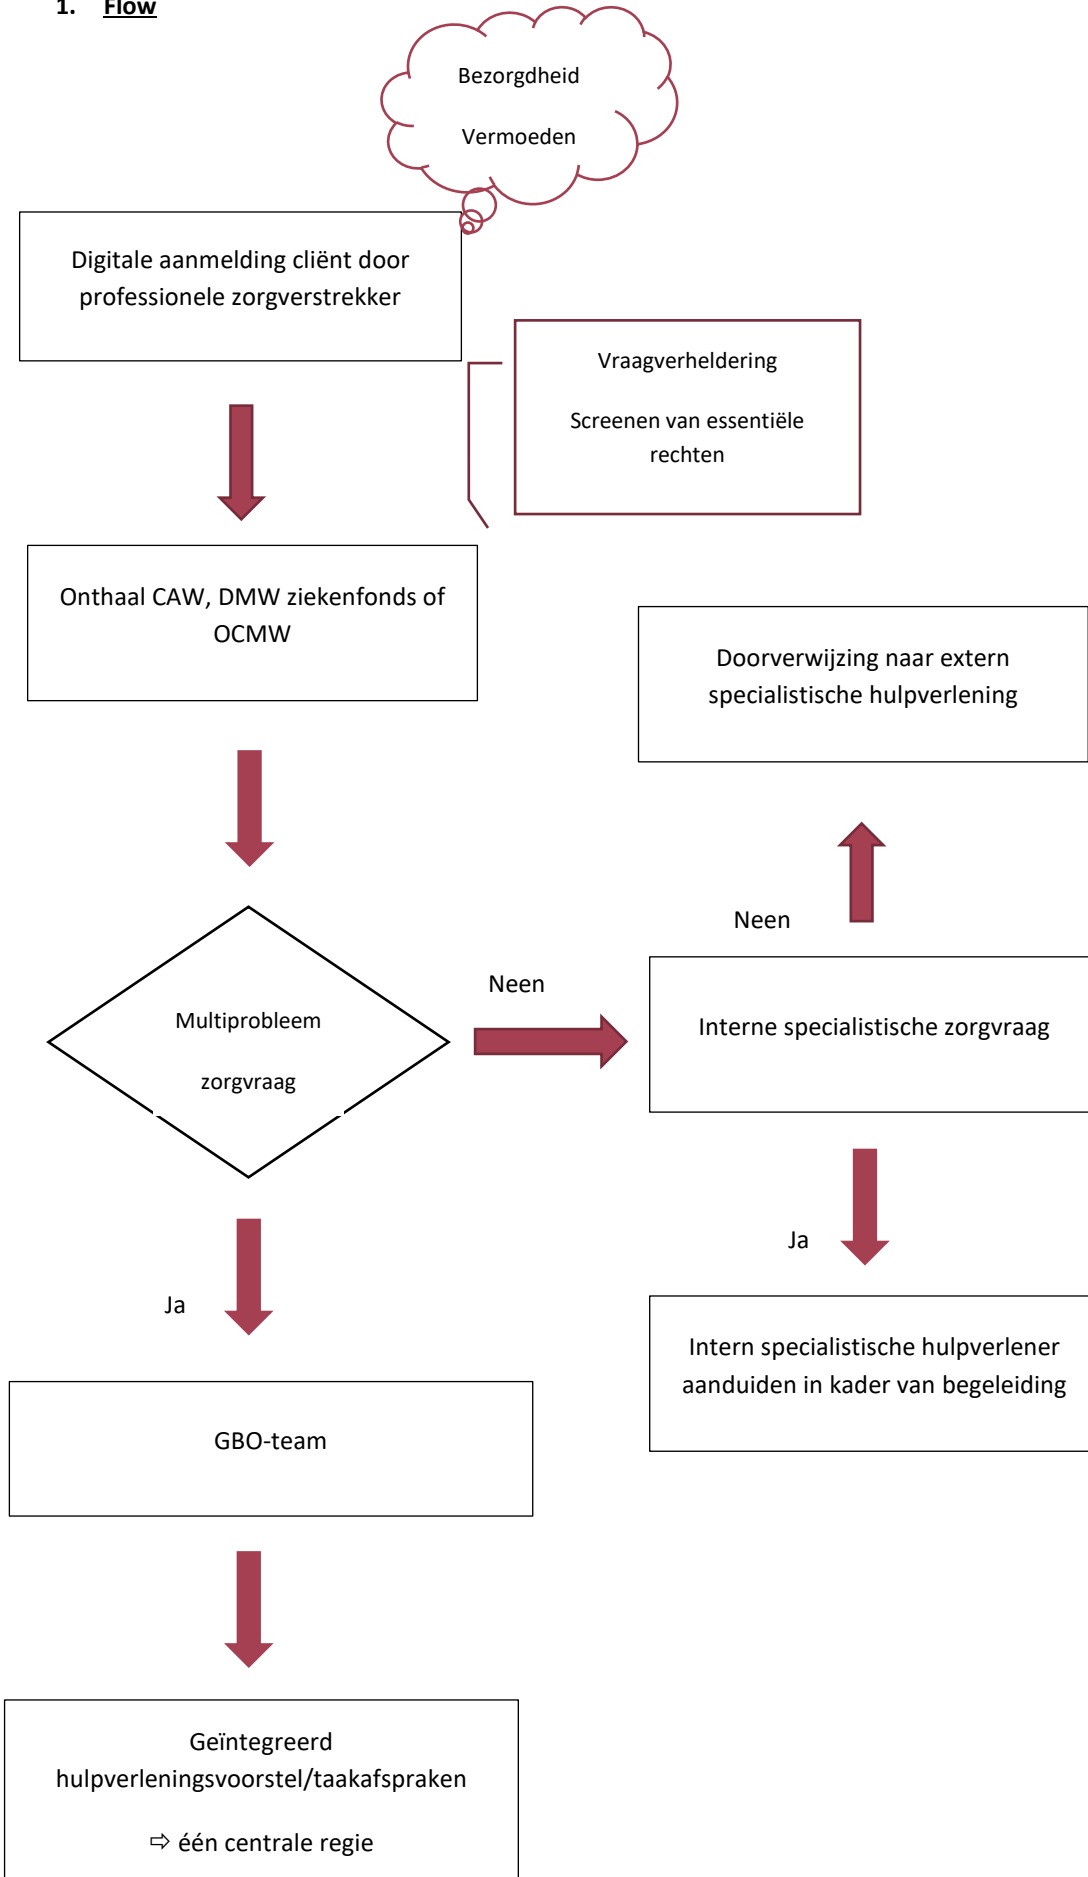 1. Flow
Bezorgdheid
Vermoeden
Digitale aanmelding cliënt door
professionele zorgverstrekker
Vraagverheldering
Screenen van essentiële
rechten
Onthaal CAW, DMW ziekenfonds of
OCMW
Doorverwijzing naar extern
specialistische hulpverlening
Neen
Neen
Multiprobleem
zorgvraag
Interne specialistische zorgvraag
Ja
Ja
Intern specialistische hulpverlener
aanduiden in kader van begeleiding
GBO-team
Geïntegreerd
hulpverleningsvoorstel/taakafspraken
⇨ één centrale regie